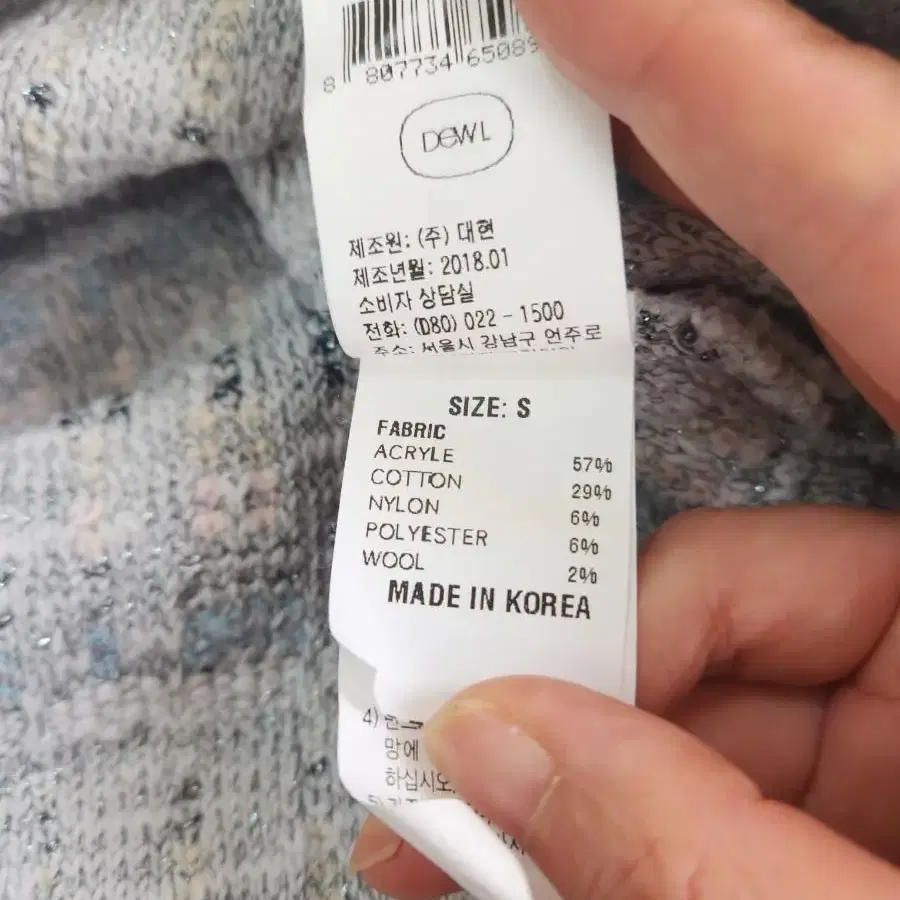 8 807734 65089
DEWL
제조원: (주) 대현
제조년월: 2018.01
소비자 상담실
전화: (080) 022 - 1500
주소: 서울시 강남구 언주로
SIZE: S
FABRIC
ACRYLE 57%
COTTON 29%
NYLON 6%
POLYESTER 6%
WOOL 2%
MADE IN KOREA
4)
망에
하십시오.